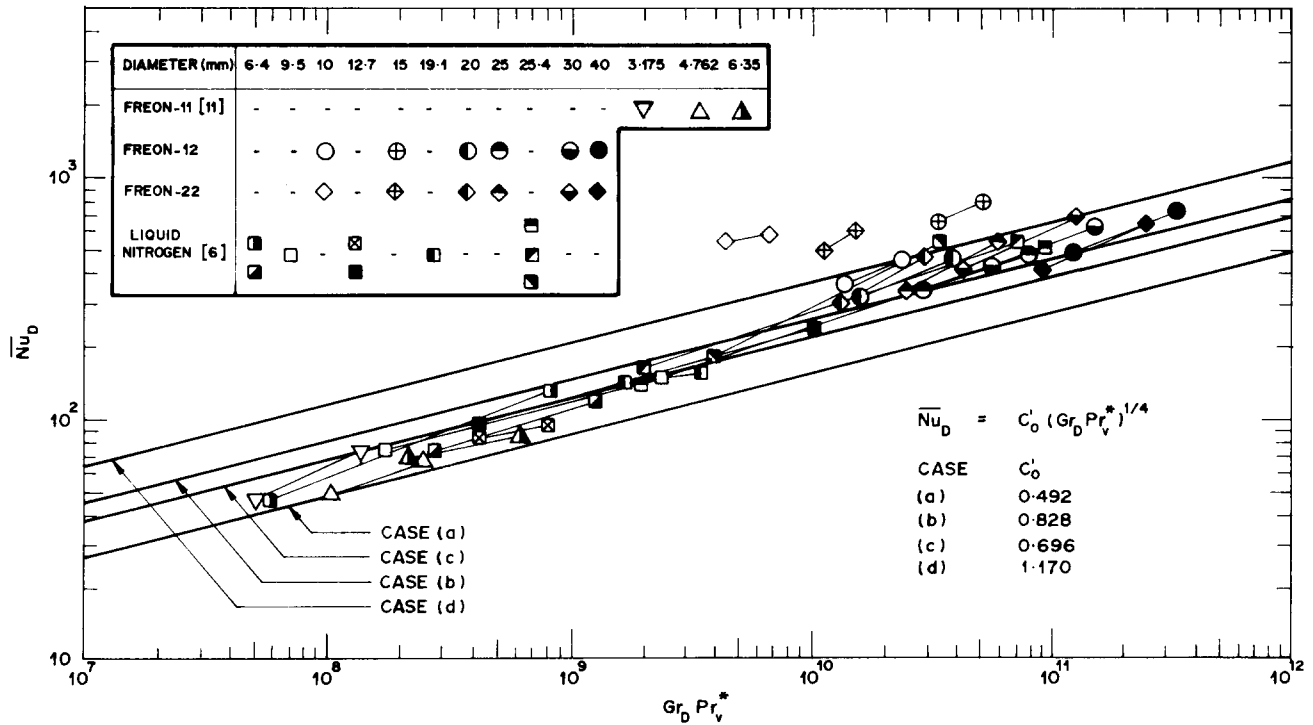 DIAMETER (mm) 6·4 9·5 10 12·7 15 19·1 20 25 25·4 30 40 3·175 4·762 6·35
FREON-11 [11] - - - - - - - - - - -
FREON-12 - - - - -
FREON-22 - - - - -
LIQUID
NITROGEN [6] - - - - - -
10³
10²
10
N̅u̅_D
N̅u̅_D = C'₀ (Gr_D Pr_v*)^1/4
CASE C'₀
(a) 0·492
(b) 0·828
(c) 0·696
(d) 1·170
CASE (a)
CASE (c)
CASE (b)
CASE (d)
10⁷ 10⁸ 10⁹ 10¹⁰ 10¹¹ 10¹²
Gr_D Pr_v*